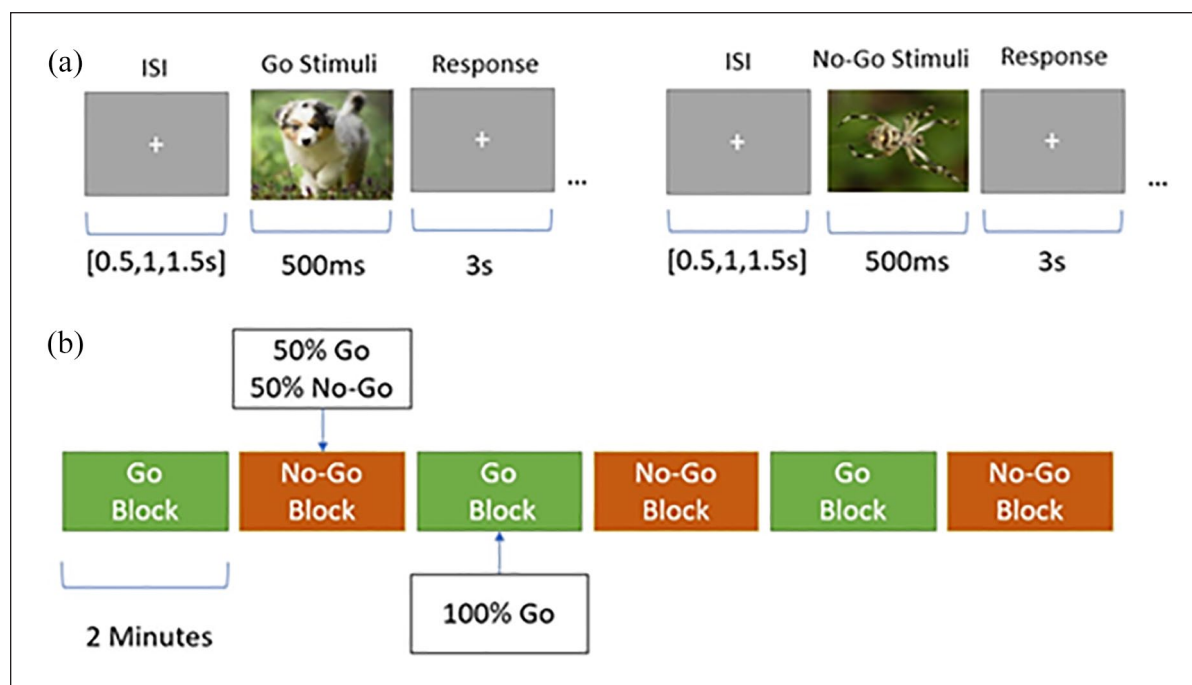 (a)
ISI Go Stimuli Response
+ +
...
[0.5,1,1.5s] 500ms 3s
ISI No-Go Stimuli Response
+ +
...
[0.5,1,1.5s] 500ms 3s
(b)
50% Go
50% No-Go
Go
Block
No-Go
Block
Go
Block
No-Go
Block
Go
Block
No-Go
Block
2 Minutes
100% Go